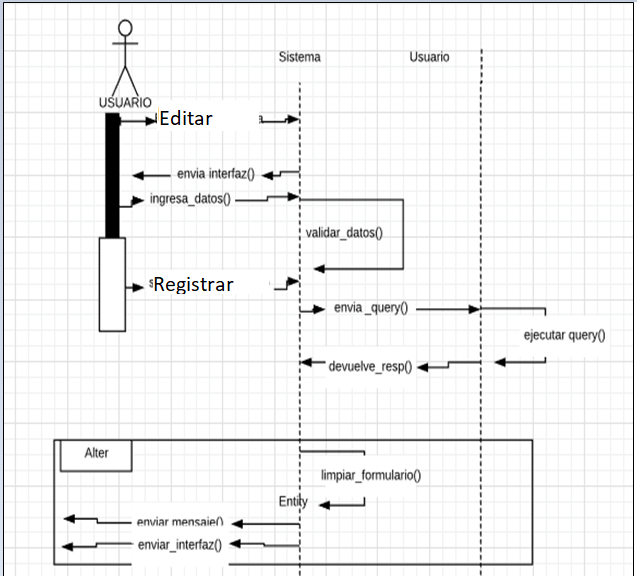 Sistema
Usuario
USUARIO
Editar
envia interfaz()
ingresa_datos()
validar_datos()
Registrar
envia _query()
ejecutar query()
devuelve_resp()
Alter
limpiar_formulario()
Entity
enviar mensaje()
enviar_interfaz()